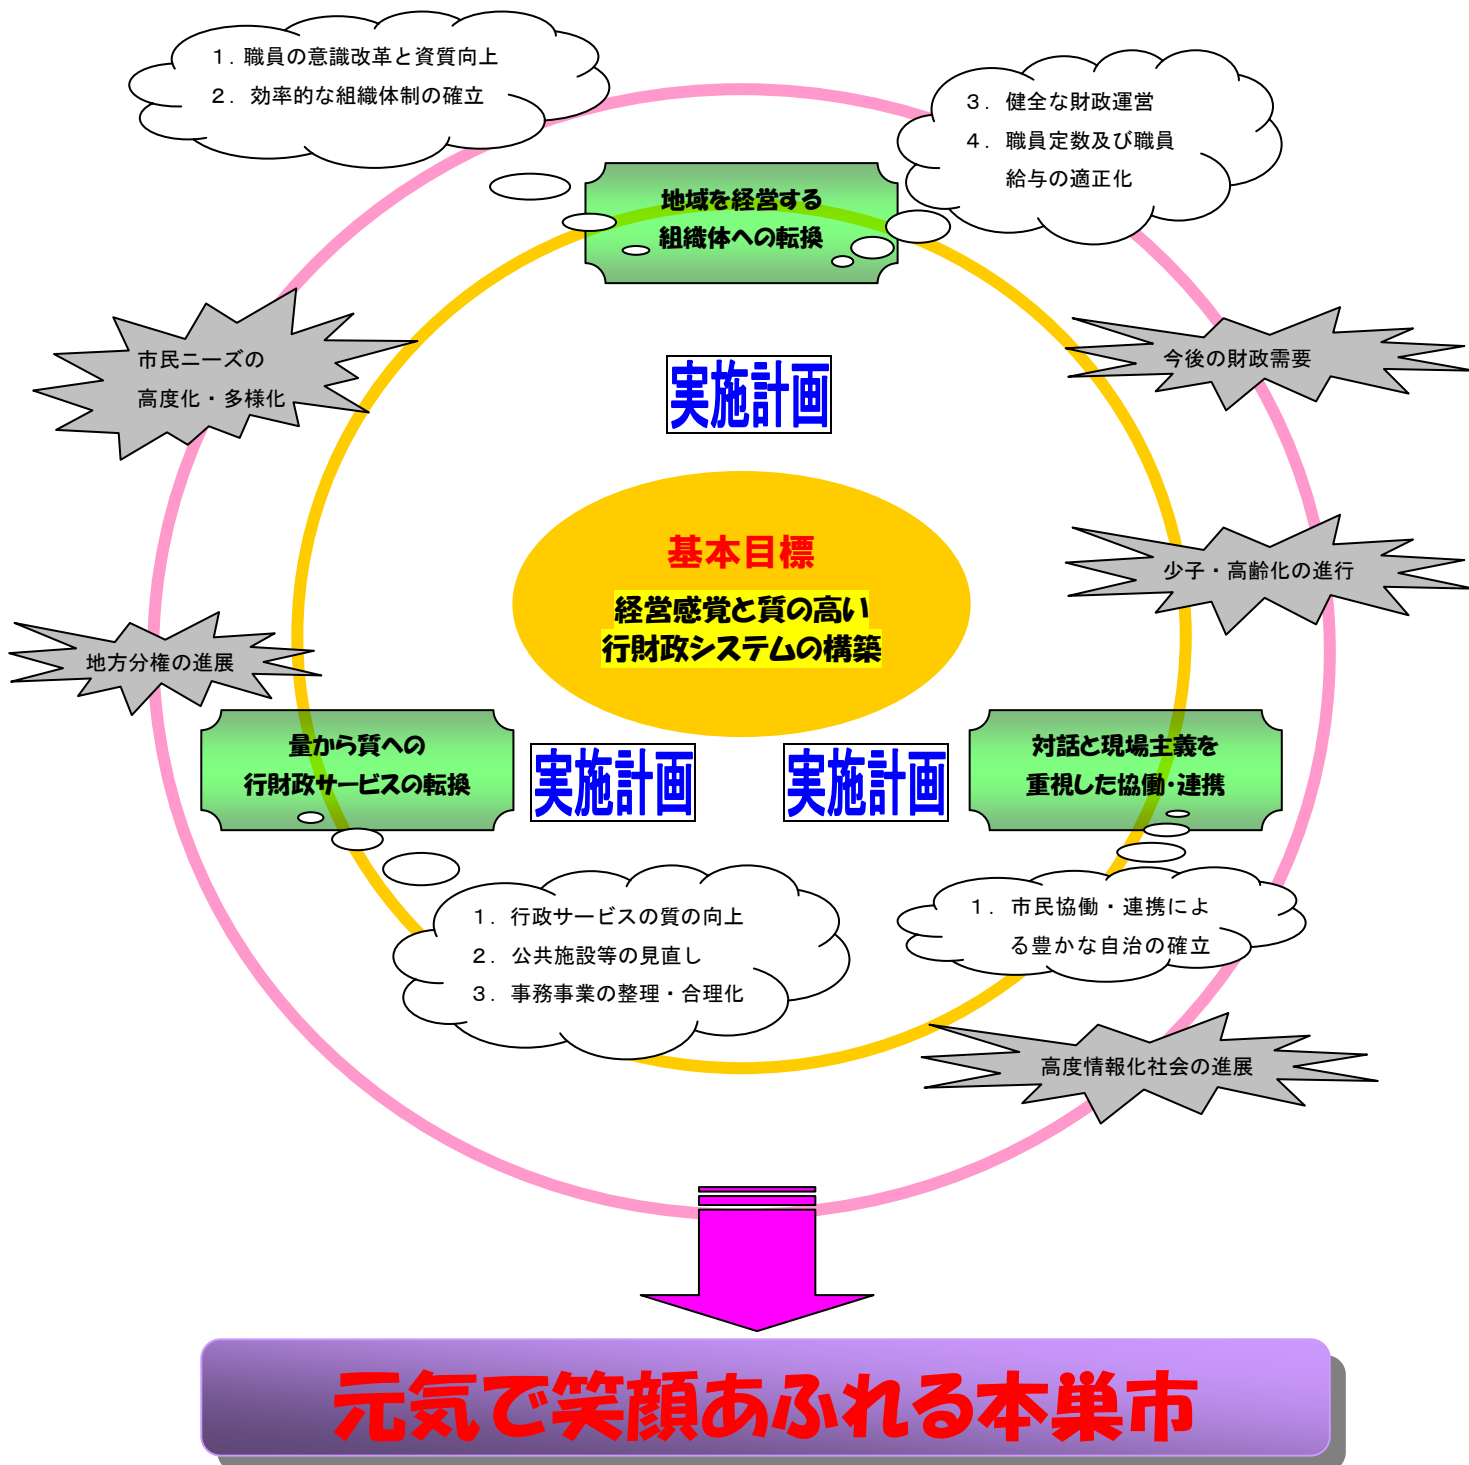 １. 職員の意識改革と資質向上
２. 効率的な組織体制の確立
３. 健全な財政運営
４. 職員定数及び職員
給与の適正化
地域を経営する
組織体への転換
市民ニーズの
高度化・多様化
今後の財政需要
実施計画
基本目標
経営感覚と質の高い
行財政システムの構築
少子・高齢化の進行
地方分権の進展
量から質への
行財政サービスの転換
実施計画
実施計画
対話と現場主義を
重視した協働・連携
１. 行政サービスの質の向上
２. 公共施設等の見直し
３. 事務事業の整理・合理化
１. 市民協働・連携によ
る豊かな自治の確立
高度情報化社会の進展
元気で笑顔あふれる本巣市